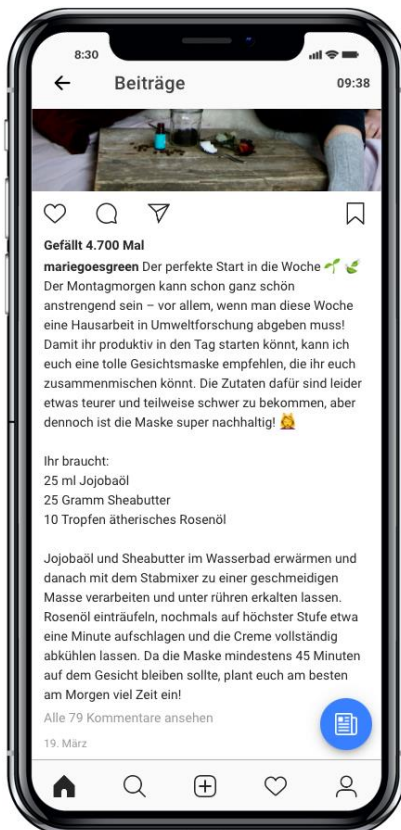 8:30
Beiträge
09:38
Gefällt 4.700 Mal
mariegoesgreen Der perfekte Start in die Woche 🌱 🍃
Der Montagmorgen kann schon ganz schön
anstrengend sein – vor allem, wenn man diese Woche
eine Hausarbeit in Umweltforschung abgeben muss!
Damit ihr produktiv in den Tag starten könnt, kann ich
euch eine tolle Gesichtsmaske empfehlen, die ihr euch
zusammenmischen könnt. Die Zutaten dafür sind leider
etwas teurer und teilweise schwer zu bekommen, aber
dennoch ist die Maske super nachhaltig! 💆
Ihr braucht:
25 ml Jojobaöl
25 Gramm Sheabutter
10 Tropfen ätherisches Rosenöl
Jojobaöl und Sheabutter im Wasserbad erwärmen und
danach mit dem Stabmixer zu einer geschmeidigen
Masse verarbeiten und unter rühren erkalten lassen.
Rosenöl einträufeln, nochmals auf höchster Stufe etwa
eine Minute aufschlagen und die Creme vollständig
abkühlen lassen. Da die Maske mindestens 45 Minuten
auf dem Gesicht bleiben sollte, plant euch am besten
am Morgen viel Zeit ein!
Alle 79 Kommentare ansehen
19. März